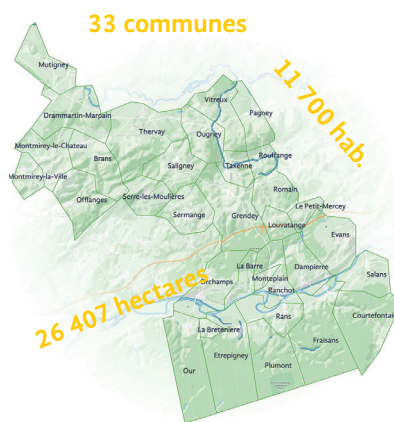 33 communes
11 700 hab.
Mutigney
Drammartin-Marpain
Vitreux
Pagney
Thervay
Ougney
Montmirey-le-Chateau
Brans
Saligney
Taxenne
Rouffange
Montmirey-la-Ville
Offlanges
Serre-les-Moulières
Romain
Sermange
Grendey
Le Petit-Mercey
Louvatange
Evans
La Barre
Dampierre
Monteplain
Salans
Orchamps
Ranchot
26 407 hectares
La Bretenière
Rans
Courtefontaine
Fraisans
Etrepigney
Our
Plumont